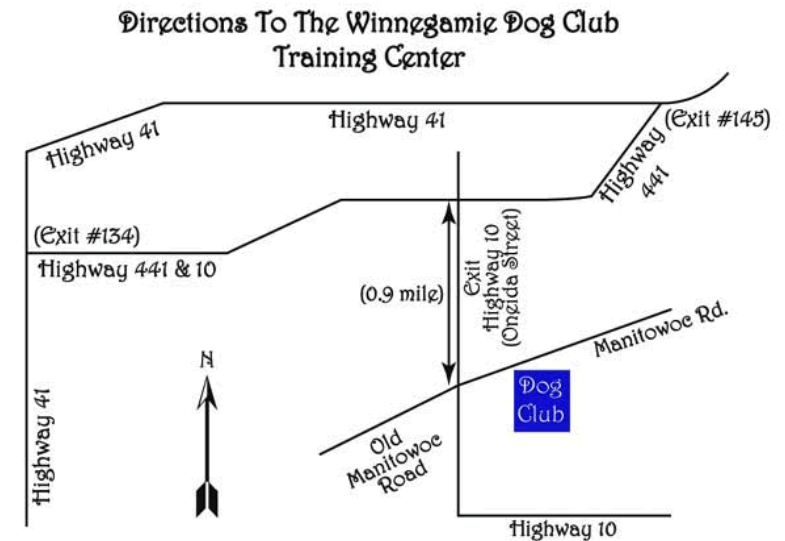 Directions To The Winnegamie Dog Club
Training Center
Highway 41
Highway 41
(Exit #145)
Highway
441
(Exit #134)
Highway 441 & 10
(0.9 mile)
Exit
Highway 10
(Oneida Street)
Manitowoc Rd.
N
Dog
Club
Highway 41
Old
Manitowoc
Road
Highway 10